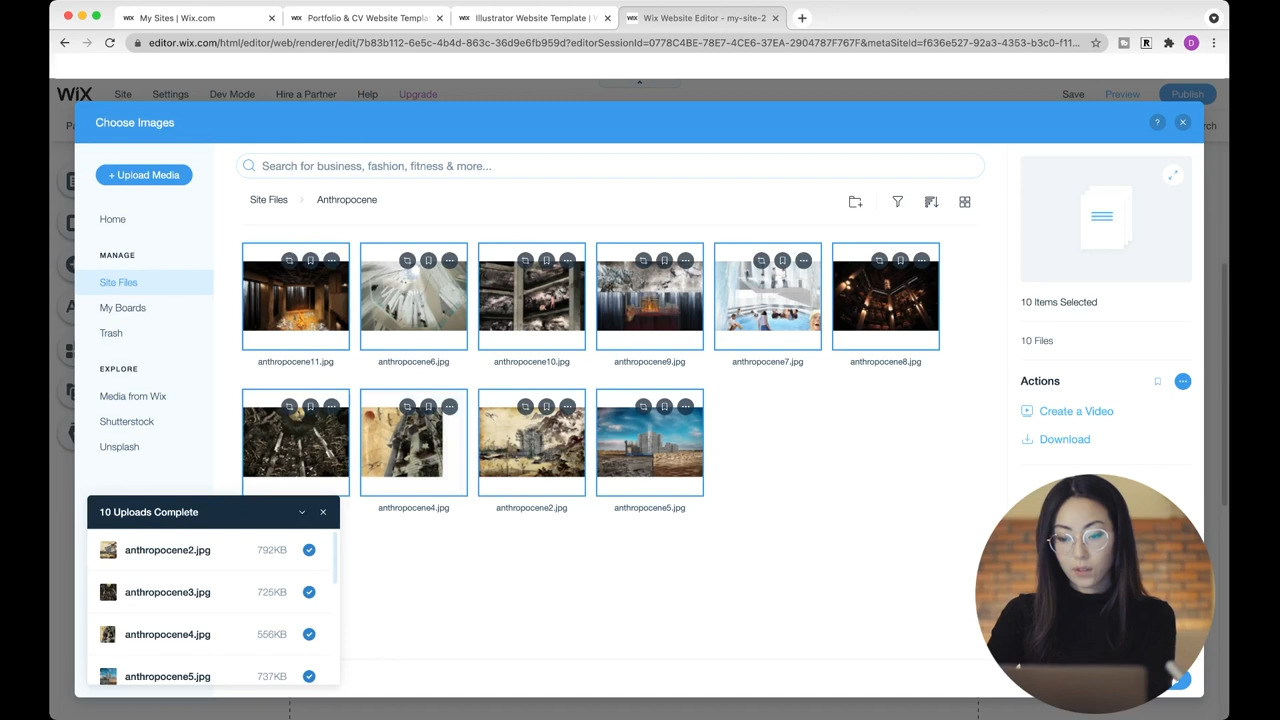 My Sites | Wix.com
Portfolio & CV Website Templa
Illustrator Website Template | W
Wix Website Editor - my-site-2
editor.wix.com/html/editor/web/renderer/edit/7b83b112-6e5c-4b4d-863c-36d9e6fb959d?editorSessionId=0778C4BE-78E7-4CE6-37EA-2904787F767F&metaSiteId=f636e527-92a3-4353-b3c0-f11...
WiX Site Settings Dev Mode Hire a Partner Help Upgrade Save Preview Publish
Choose Images
+ Upload Media
Search for business, fashion, fitness & more...
Site Files > Anthropocene
Home
MANAGE
Site Files
My Boards
Trash
EXPLORE
Media from Wix
Shutterstock
Unsplash
anthropocene11.jpg
anthropocene6.jpg
anthropocene10.jpg
anthropocene9.jpg
anthropocene7.jpg
anthropocene8.jpg
anthropocene4.jpg
anthropocene2.jpg
anthropocene5.jpg
10 Items Selected
10 Files
Actions
Create a Video
Download
10 Uploads Complete
anthropocene2.jpg 792KB
anthropocene3.jpg 725KB
anthropocene4.jpg 556KB
anthropocene5.jpg 737KB